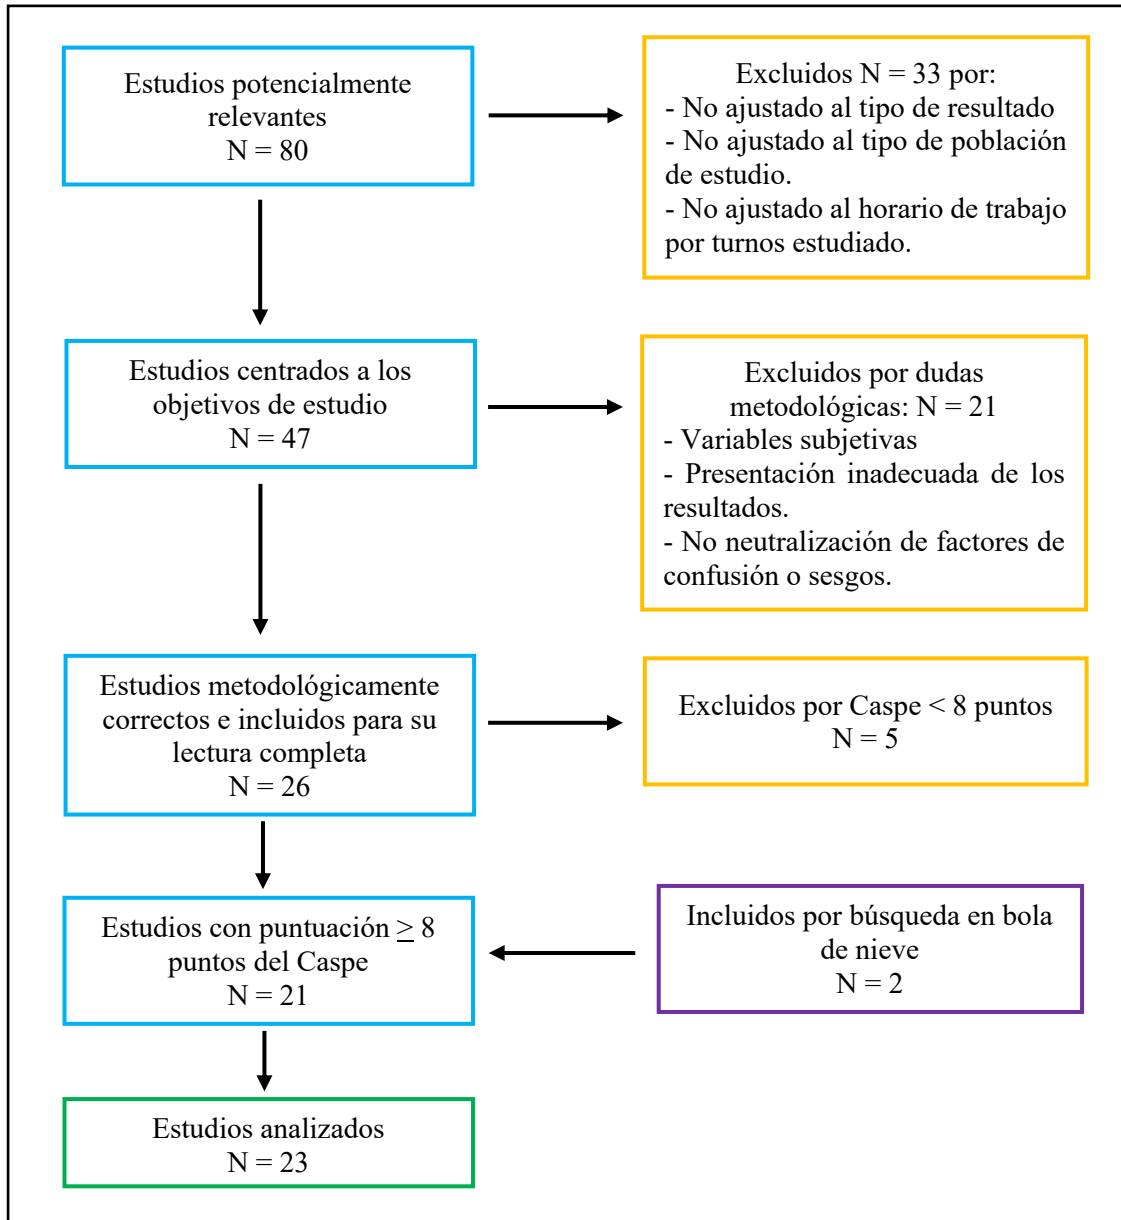 Estudios potencialmente
relevantes
N = 80
Excluidos N = 33 por:
- No ajustado al tipo de resultado
- No ajustado al tipo de población
de estudio.
- No ajustado al horario de trabajo
por turnos estudiado.
Estudios centrados a los
objetivos de estudio
N = 47
Excluidos por dudas
metodológicas: N = 21
- Variables subjetivas
- Presentación inadecuada de los
resultados.
- No neutralización de factores de
confusión o sesgos.
Estudios metodológicamente
correctos e incluidos para su
lectura completa
N = 26
Excluidos por Caspe < 8 puntos
N = 5
Estudios con puntuación ≥ 8
puntos del Caspe
N = 21
Incluidos por búsqueda en bola
de nieve
N = 2
Estudios analizados
N = 23